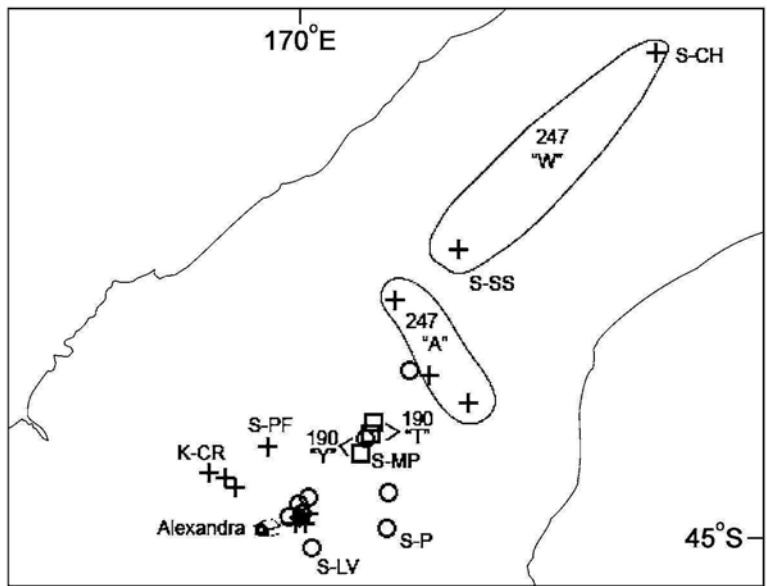 170°E
S-CH
247
"W"
S-SS
247
"A"
S-PF
190
"T"
190
"Y"
S-MP
K-CR
Alexandra
S-P
45°S
S-LV